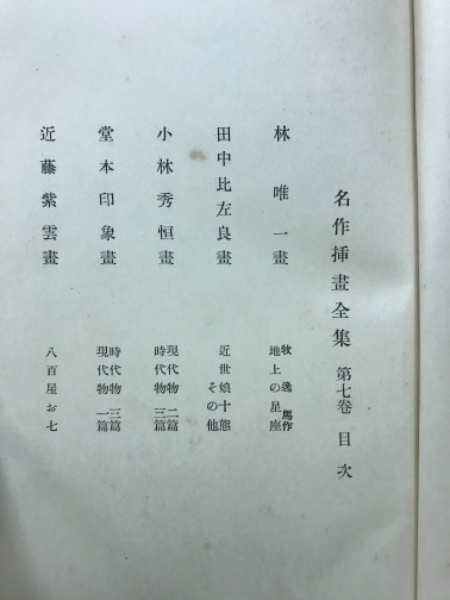 名作挿畫全集 第七巻 目次
林唯一畫
牧逸馬作
地上の星座
田中比左良畫
近世娘十態
その他
小林秀恒畫
現代物二篇
時代物三篇
堂本印象畫
時代物三篇
現代物一篇
近藤紫雲畫
八百屋お七